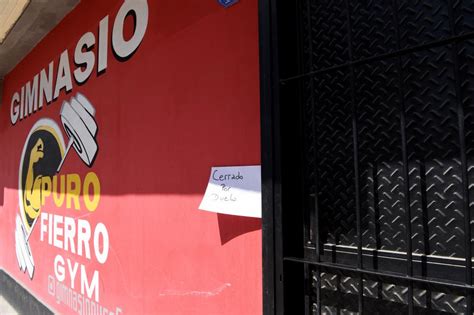 GIMNASIO
PURO
FIERRO
GYM
Cerrado
Por
Duelo